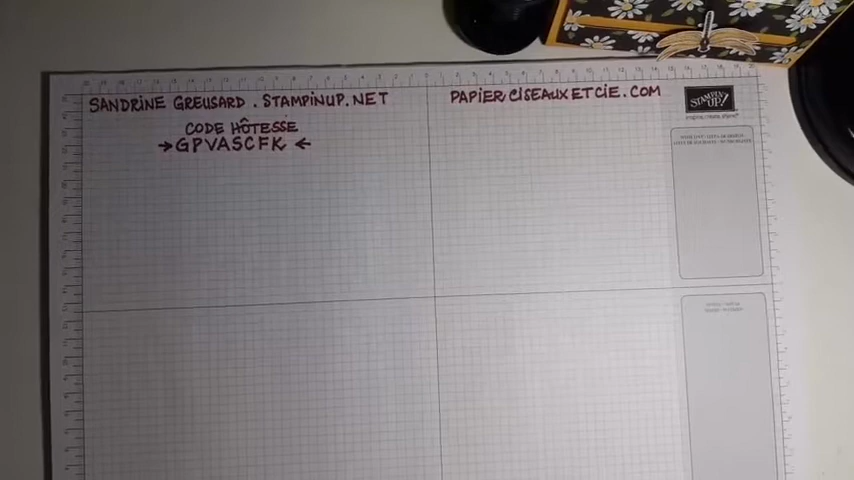 SANDRINE GREUSARD . STAMPINUP.NET
PAPIERCISEAUXETCIE.COM
CODE HÔTESSE
→GPVASCFK←
STAMPIN' UP!